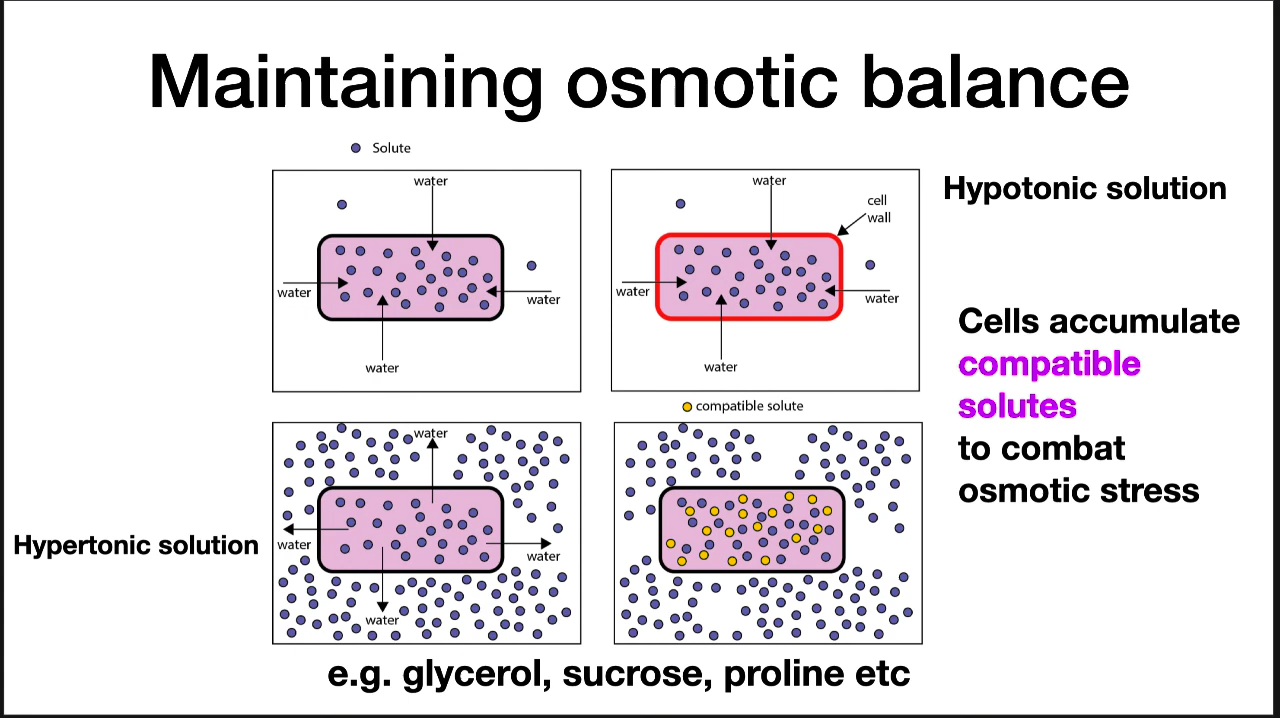 Maintaining osmotic balance
Solute
water
water
water
water
water
cell
wall
water
water
water
Hypotonic solution
Cells accumulate
compatible
solutes
to combat
osmotic stress
compatible solute
water
water
water
water
Hypertonic solution
e.g. glycerol, sucrose, proline etc